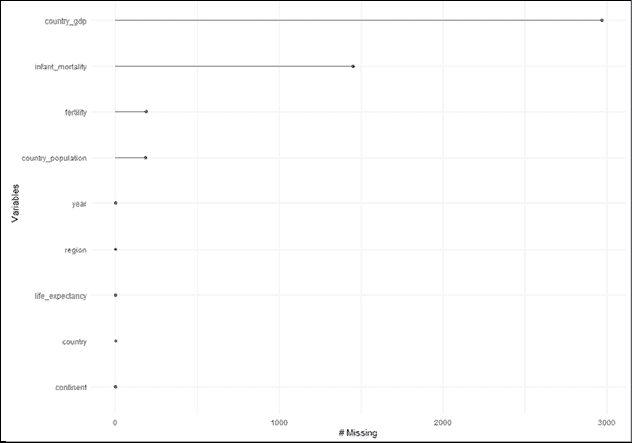 country_gdp
infant_mortality
fertility
country_population
year
region
life_expectancy
country
continent
Variables
0 1000 2000 3000
# Missing